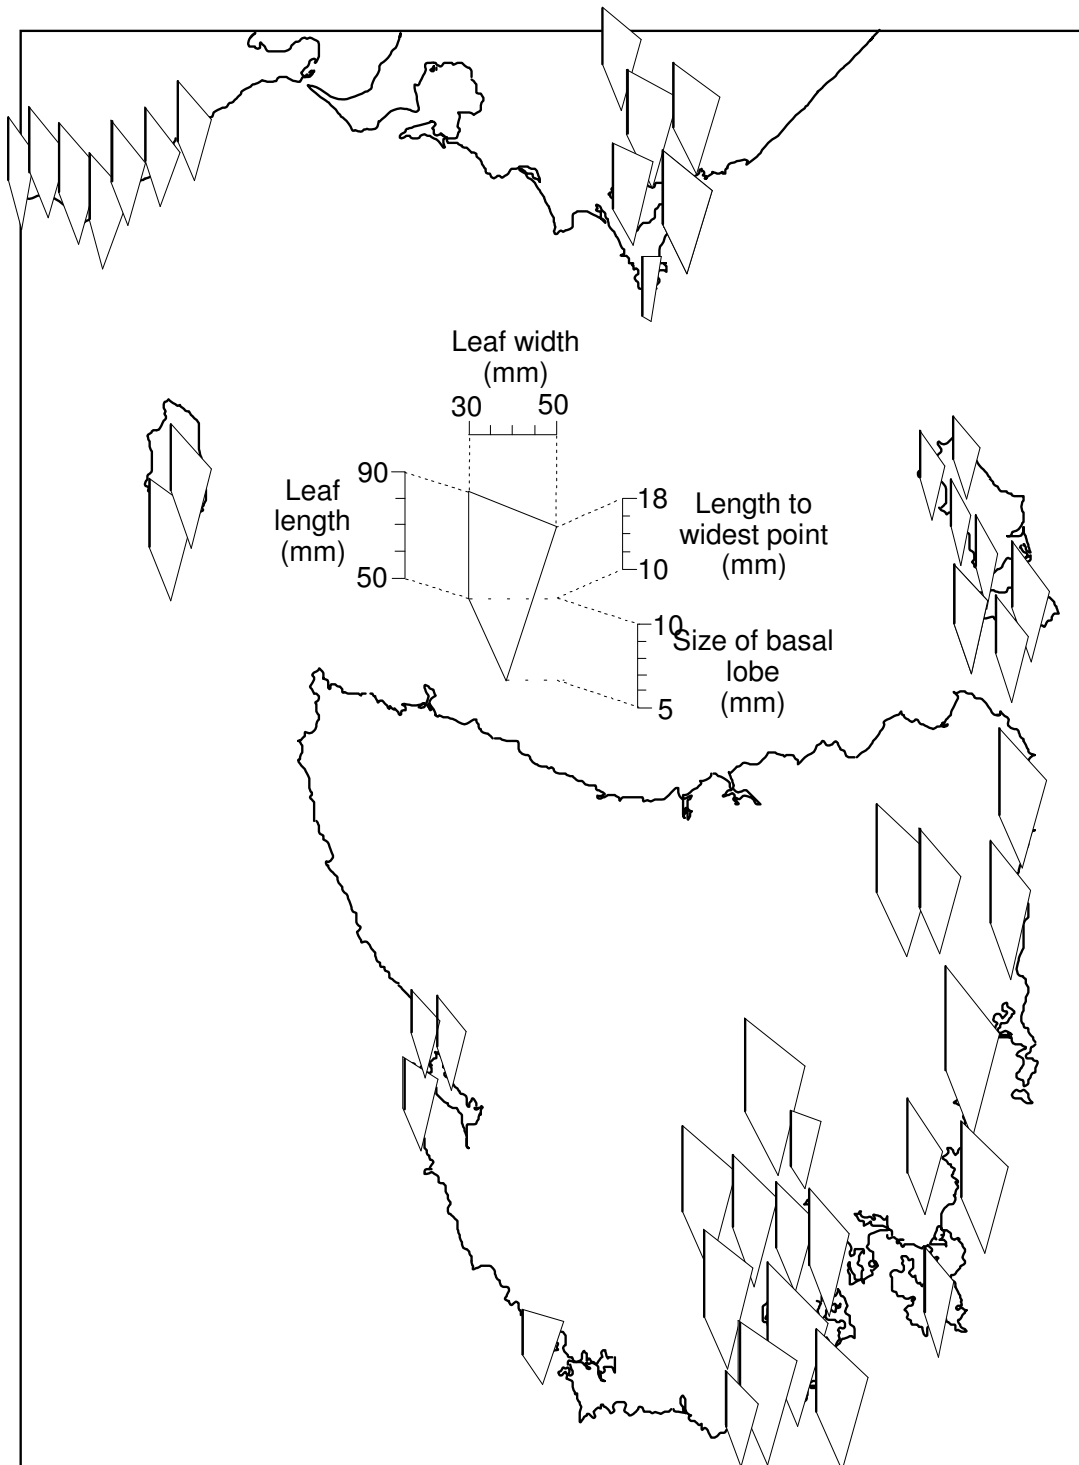 Leaf width
(mm)
30 50
90
Leaf
length
(mm)
50
18
10
Length to
widest point
(mm)
10
5
Size of basal
lobe
(mm)